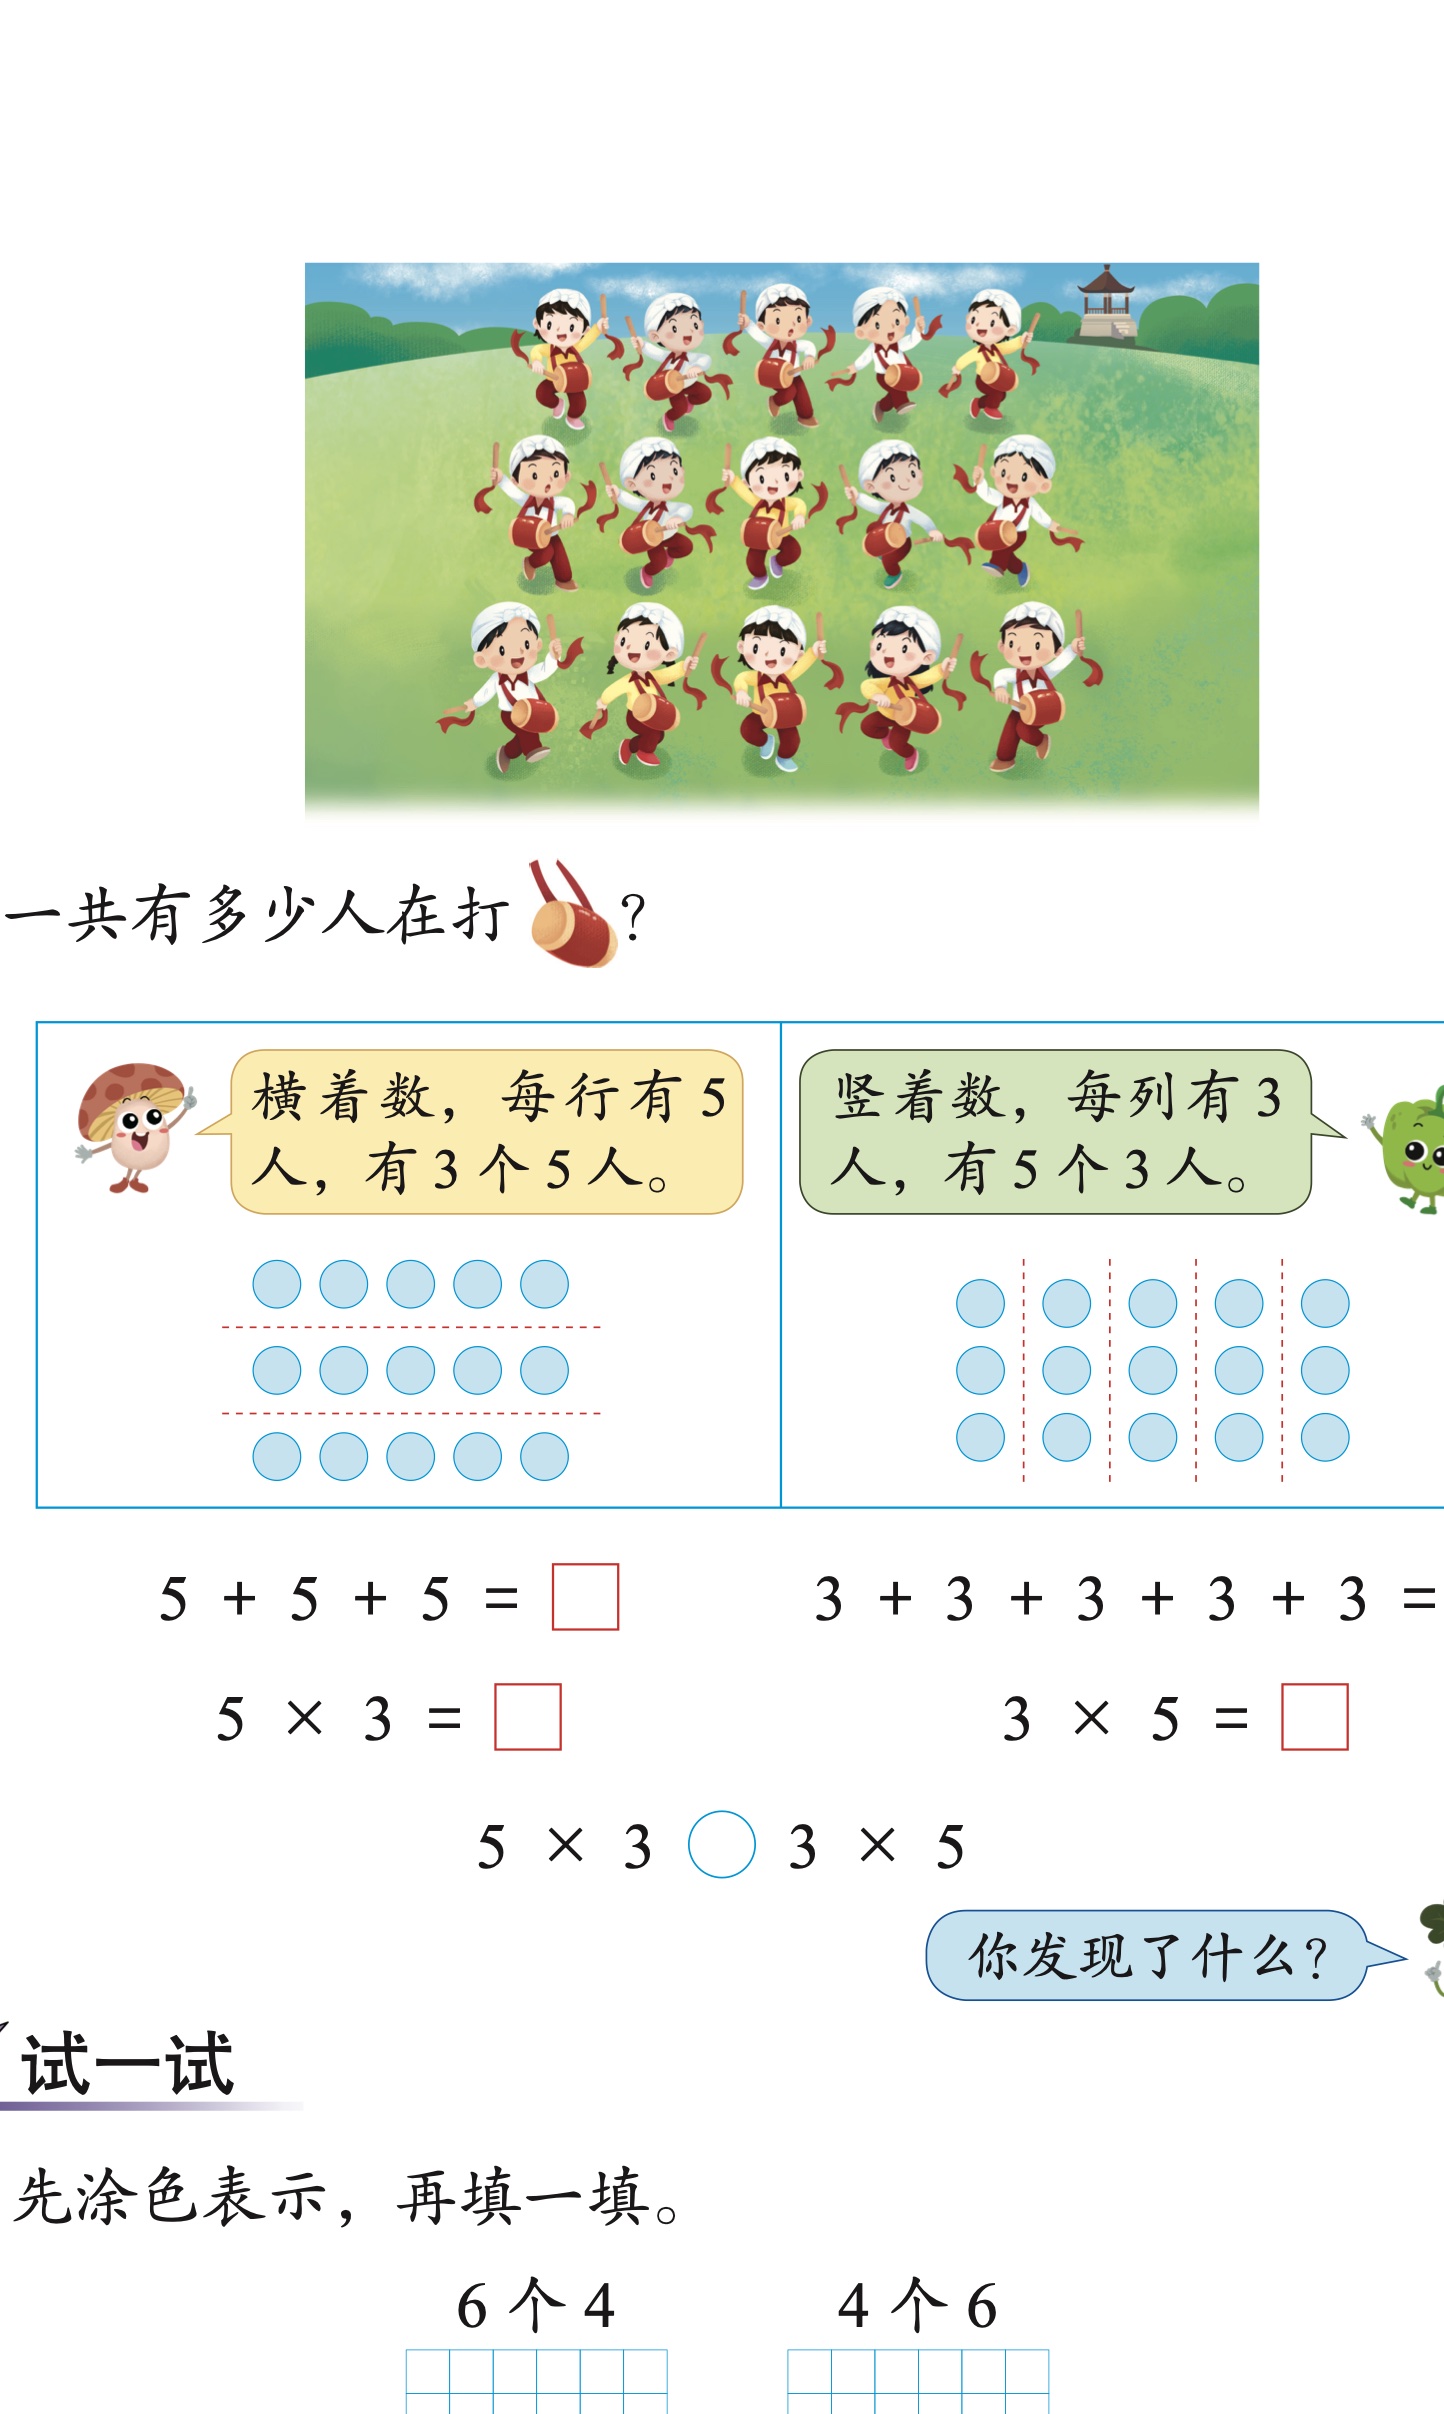 一共有多少人在打 ?
横着数，每行有 5
人，有 3 个 5 人。
竖着数，每列有 3
人，有 5 个 3 人。
5 + 5 + 5 =
3 + 3 + 3 + 3 + 3 =
5 × 3 =
3 × 5 =
5 × 3 3 × 5
你发现了什么?
试一试
先涂色表示，再填一填。
6 个 4
4 个 6